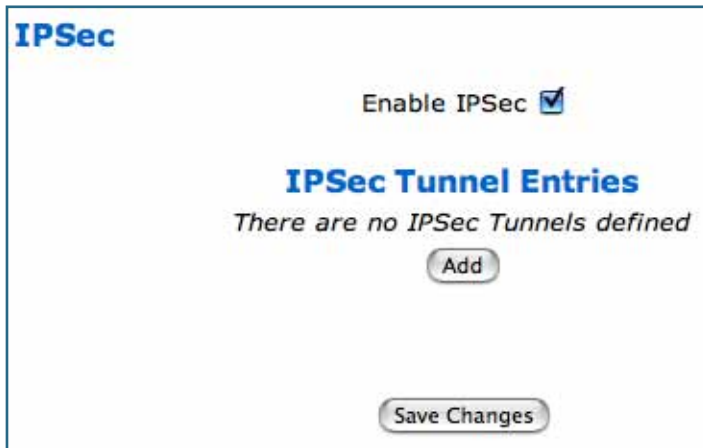 IPSec
Enable IPSec
IPSec Tunnel Entries
There are no IPSec Tunnels defined
Add
Save Changes